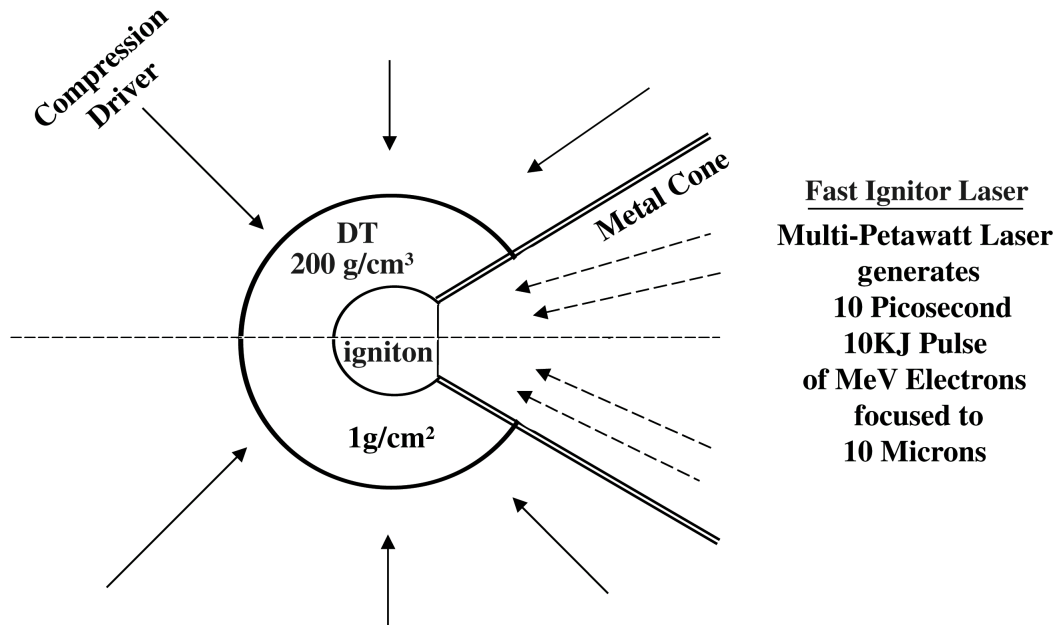 Compression
Driver
DT
200 g/cm³
igniton
1g/cm²
Metal Cone
Fast Ignitor Laser
Multi-Petawatt Laser
generates
10 Picosecond
10KJ Pulse
of MeV Electrons
focused to
10 Microns